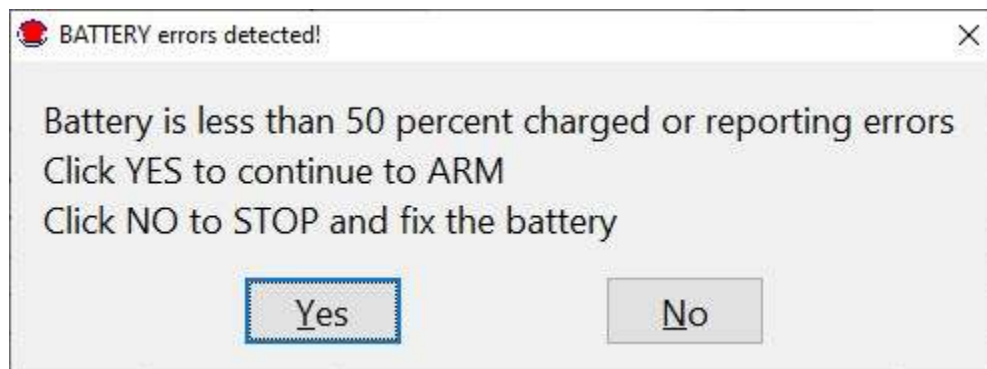 BATTERY errors detected!
Battery is less than 50 percent charged or reporting errors
Click YES to continue to ARM
Click NO to STOP and fix the battery
Yes
No